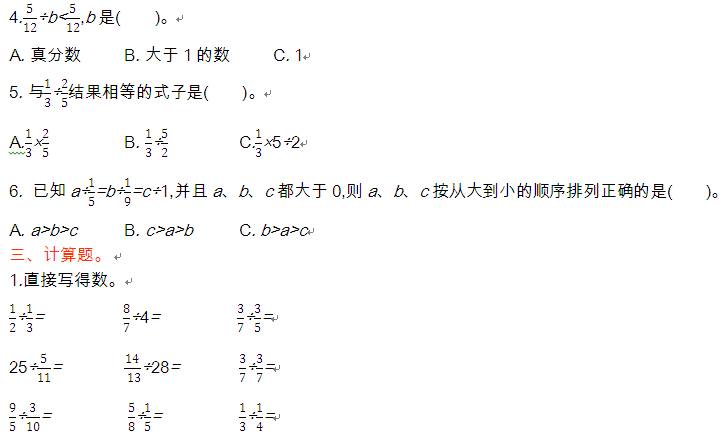 4.5/12÷b<5/12,b是(　　)。
A. 真分数　B. 大于1的数　C. 1
5. 与1/3÷2/5结果相等的式子是(　　)。
A.1/3×2/5　B. 1/3÷5/2　C.1/3×5÷2
6. 已知a÷1/5=b÷1/9=c÷1,并且a、b、c都大于0,则a、b、c按从大到小的顺序排列正确的是(　　)。
A. a>b>c　B. c>a>b　C. b>a>c
三、计算题。
1.直接写得数。
1/2÷1/3=　8/7÷4=　3/7÷3/5=
25÷5/11=　14/13÷28=　3/7÷3/7=
9/5÷3/10=　5/8÷1/5=　1/3÷1/4=